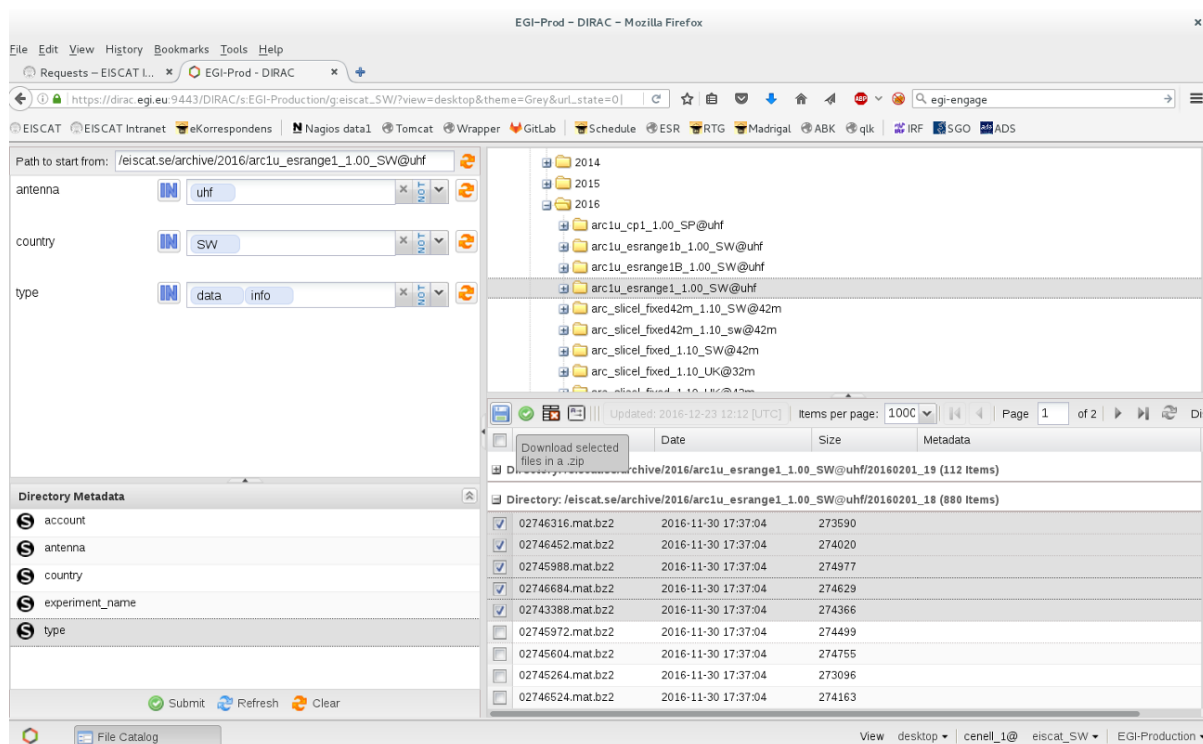 EGI-Prod - DIRAC - Mozilla Firefox
File Edit View History Bookmarks Tools Help
Requests – EISCAT I... EGI-Prod - DIRAC
https://dirac.egi.eu:9443/DIRAC/s:EGI-Production/g:eiscat_SW/?view=desktop&theme=Grey&url_state=0| egi-engage
EISCAT EISCAT Intranet eKorrespondens Nagios data1 Tomcat Wrapper GitLab Schedule ESR RTG Madrigal ABK qlk IRF SGO ADS
Path to start from: /eiscat.se/archive/2016/arc1u_esrange1_1.00_SW@uhf
antenna IN uhf NOT
country IN SW NOT
type IN data info NOT
2014
2015
2016
arc1u_cp1_1.00_SP@uhf
arc1u_esrange1b_1.00_SW@uhf
arc1u_esrange1B_1.00_SW@uhf
arc1u_esrange1_1.00_SW@uhf
arc_slicel_fixed42m_1.10_SW@42m
arc_slicel_fixed42m_1.10_sw@42m
arc_slicel_fixed_1.10_SW@42m
arc_slicel_fixed_1.10_UK@32m
arc_slicel_fixed_1.10_UK@42m
Updated: 2016-12-23 12:12 [UTC] Items per page: 1000 Page 1 of 2 Di
Date Size Metadata
Download selected files in a .zip
archive/2016/arc1u_esrange1_1.00_SW@uhf/20160201_19 (112 Items)
Directory: /eiscat.se/archive/2016/arc1u_esrange1_1.00_SW@uhf/20160201_18 (880 Items)
02746316.mat.bz2 2016-11-30 17:37:04 273590
02746452.mat.bz2 2016-11-30 17:37:04 274020
02745988.mat.bz2 2016-11-30 17:37:04 274977
02746684.mat.bz2 2016-11-30 17:37:04 274629
02743388.mat.bz2 2016-11-30 17:37:04 274366
02745972.mat.bz2 2016-11-30 17:37:04 274499
02745604.mat.bz2 2016-11-30 17:37:04 274755
02745264.mat.bz2 2016-11-30 17:37:04 273096
02746524.mat.bz2 2016-11-30 17:37:04 274163
Directory Metadata
S account
S antenna
S country
S experiment_name
S type
Submit Refresh Clear
File Catalog View desktop cenell_1@ eiscat_SW EGI-Production